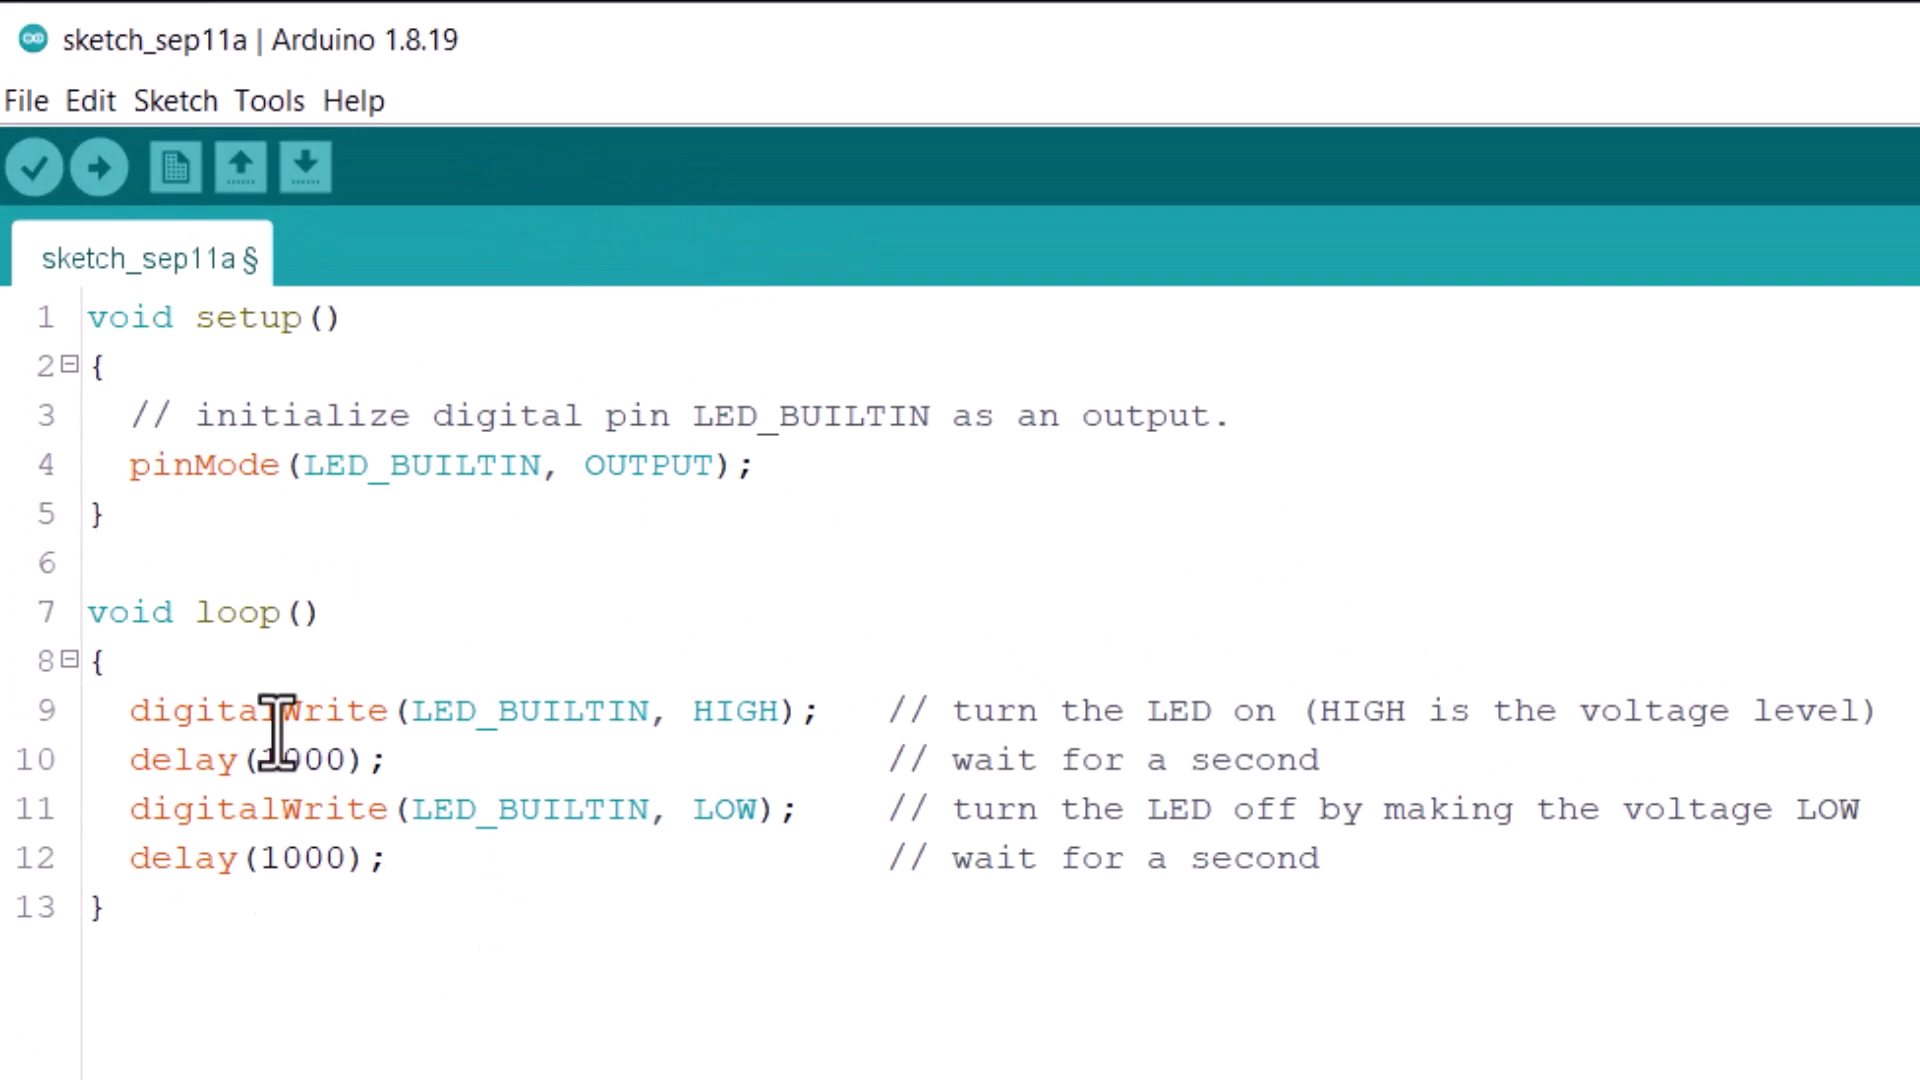 sketch_sep11a | Arduino 1.8.19
File Edit Sketch Tools Help
sketch_sep11a §
1 void setup()
2 {
3   // initialize digital pin LED_BUILTIN as an output.
4   pinMode(LED_BUILTIN, OUTPUT);
5 }
6
7 void loop()
8 {
9   digitalWrite(LED_BUILTIN, HIGH);   // turn the LED on (HIGH is the voltage level)
10   delay(1000);                       // wait for a second
11   digitalWrite(LED_BUILTIN, LOW);    // turn the LED off by making the voltage LOW
12   delay(1000);                       // wait for a second
13 }